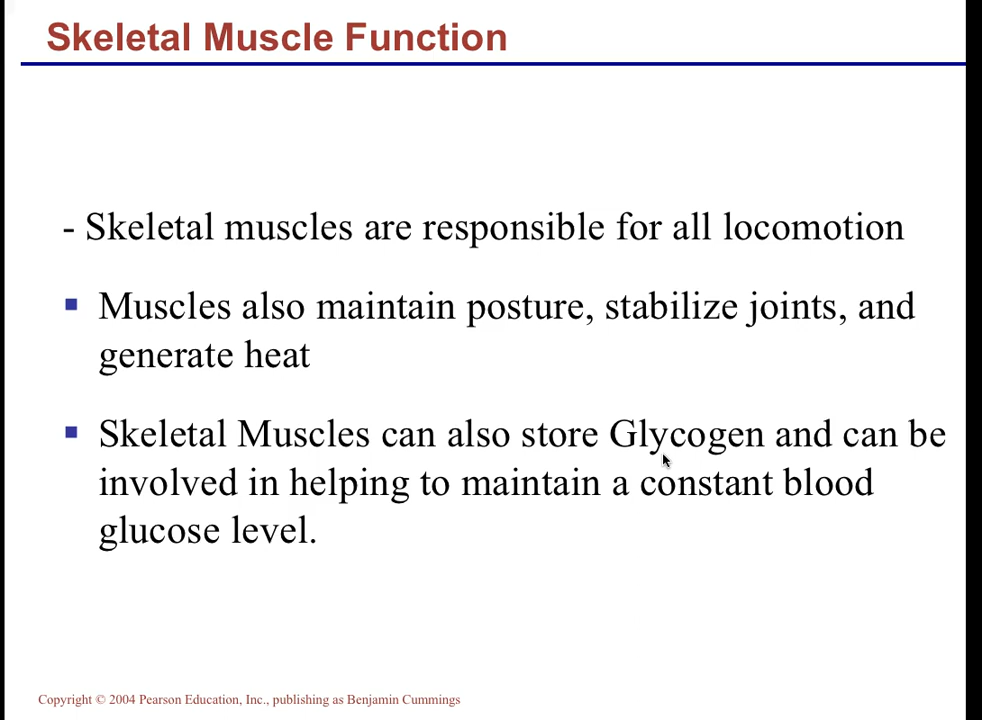 Skeletal Muscle Function
- Skeletal muscles are responsible for all locomotion
▪ Muscles also maintain posture, stabilize joints, and
generate heat
▪ Skeletal Muscles can also store Glycogen and can be
involved in helping to maintain a constant blood
glucose level.
Copyright © 2004 Pearson Education, Inc., publishing as Benjamin Cummings